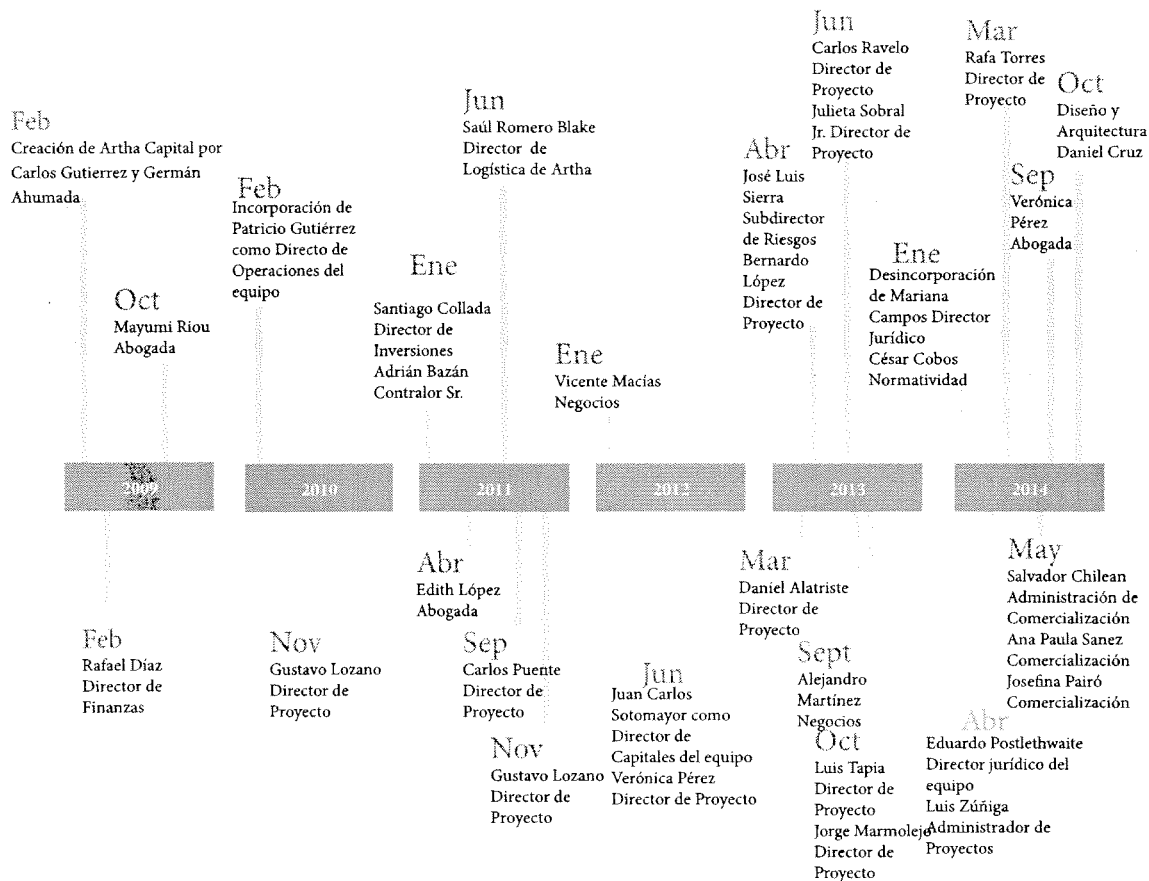 Feb
Creación de Artha Capital por
Carlos Gutierrez y Germán
Ahumada
Oct
Mayumi Riou
Abogada
Feb
Incorporación de
Patricio Gutiérrez
como Directo de
Operaciones del
equipo
Ene
Santiago Collada
Director de
Inversiones
Adrián Bazán
Contralor Sr.
Jun
Saúl Romero Blake
Director de
Logística de Artha
Ene
Vicente Macías
Negocios
Abr
José Luis
Sierra
Subdirector
de Riesgos
Bernardo
López
Director de
Proyecto
Jun
Carlos Ravelo
Director de
Proyecto
Julieta Sobral
Jr. Director de
Proyecto
Ene
Desincorporación
de Mariana
Campos Director
Jurídico
César Cobos
Normatividad
Mar
Rafa Torres
Director de
Proyecto
Sep
Verónica
Pérez
Abogada
Oct
Diseño y
Arquitectura
Daniel Cruz
2009
2010
2011
2012
2013
2014
Feb
Rafael Díaz
Director de
Finanzas
Nov
Gustavo Lozano
Director de
Proyecto
Abr
Edith López
Abogada
Sep
Carlos Puente
Director de
Proyecto
Nov
Gustavo Lozano
Director de
Proyecto
Jun
Juan Carlos
Sotomayor como
Director de
Capitales del equipo
Verónica Pérez
Director de Proyecto
Mar
Daniel Alatriste
Director de
Proyecto
Sept
Alejandro
Martínez
Negocios
Oct
Luis Tapia
Director de
Proyecto
Jorge Marmolejo
Director de
Proyecto
Abr
Eduardo Postlethwaite
Director jurídico del
equipo
Luis Zúñiga
Administrador de
Proyectos
May
Salvador Chilean
Administración de
Comercialización
Ana Paula Sanez
Comercialización
Josefina Pairó
Comercialización